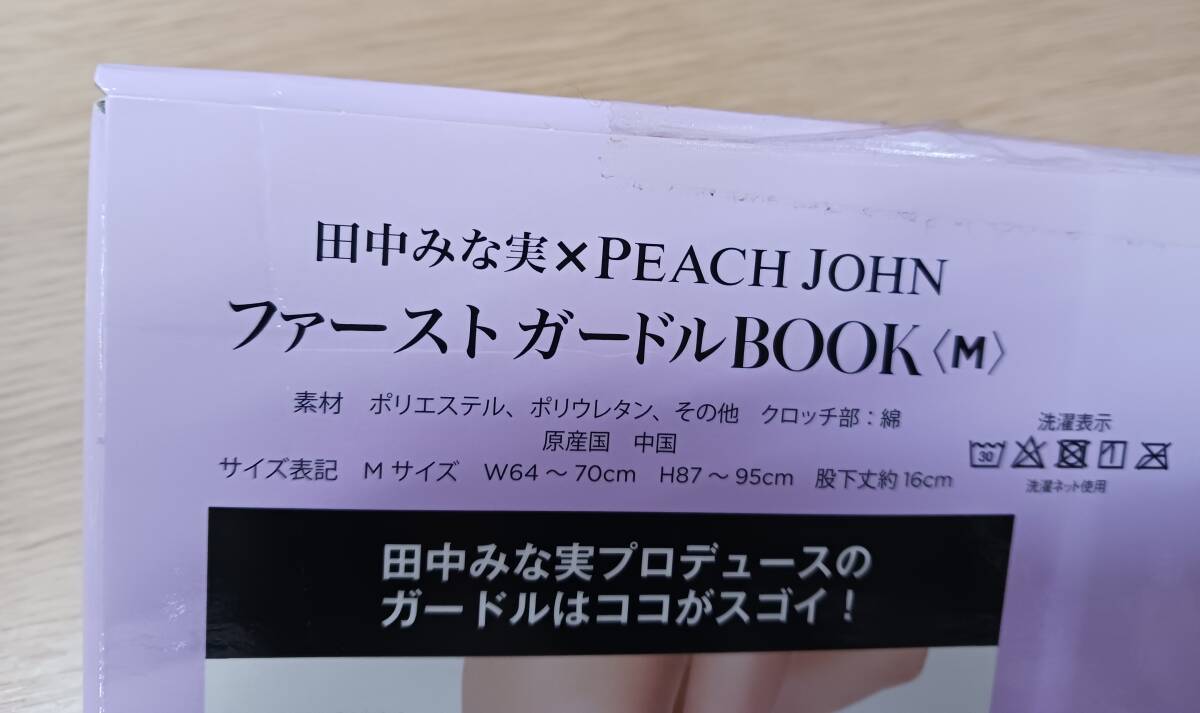 田中みな実×PEACH JOHN
ファーストガードルBOOK〈M〉
素材　ポリエステル、ポリウレタン、その他　クロッチ部：綿
原産国　中国
サイズ表記　Mサイズ　W64～70cm　H87～95cm　股下丈約16cm
洗濯表示
30
洗濯ネット使用
田中みな実プロデュースの
ガードルはココがスゴイ！